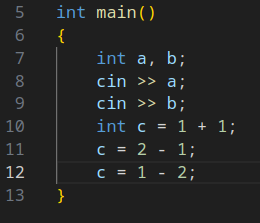 5 int main()
6 {
7 int a, b;
8 cin >> a;
9 cin >> b;
10 int c = 1 + 1;
11 c = 2 - 1;
12 c = 1 - 2;
13 }